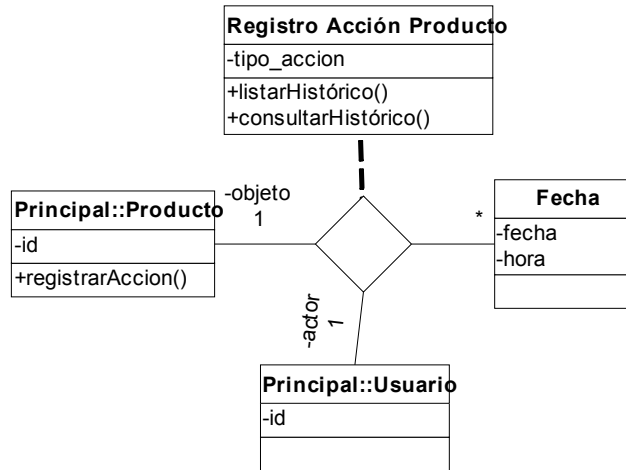 Registro Acción Producto
-tipo_accion
+listarHistórico()
+consultarHistórico()
-objeto
1
Principal::Producto
-id
+registrarAccion()
*
Fecha
-fecha
-hora
-actor
1
Principal::Usuario
-id